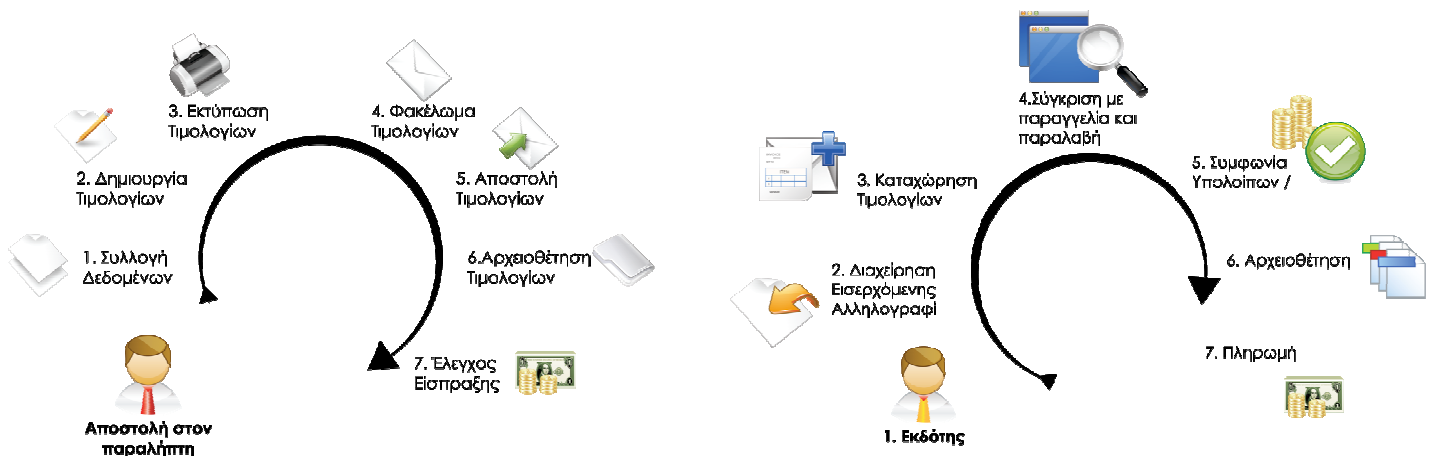 3. Εκτύπωση
Τιμολογίων
4. Φακέλωμα
Τιμολογίων
2. Δημιουργία
Τιμολογίων
5. Αποστολή
Τιμολογίων
1. Συλλογή
Δεδομένων
6.Αρχειοθέτηση
Τιμολογίων
7. Έλεγχος
Είσπραξης
Αποστολή στον
παραλήπτη
4.Σύγκριση με
παραγγελία και
παραλαβή
3. Καταχώρηση
Τιμολογίων
5. Συμφωνία
Υπολοίπων /
2. Διαχείρηση
Εισερχόμενης
Αλληλογραφί
6. Αρχειοθέτηση
7. Πληρωμή
1. Εκδότης